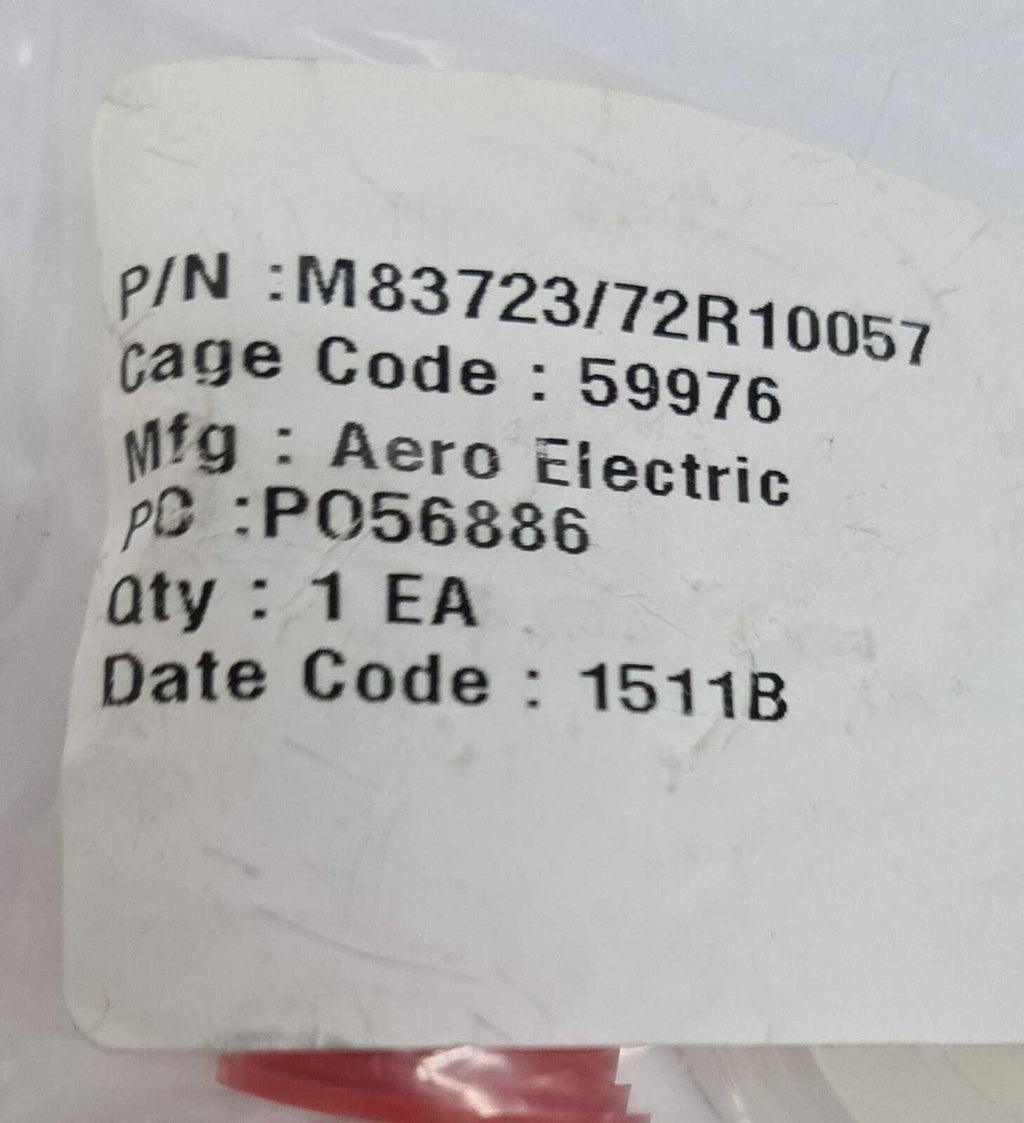 P/N :M83723/72R10057
Cage Code : 59976
Mfg : Aero Electric
PO :PO56886
Qty : 1 EA
Date Code : 1511B